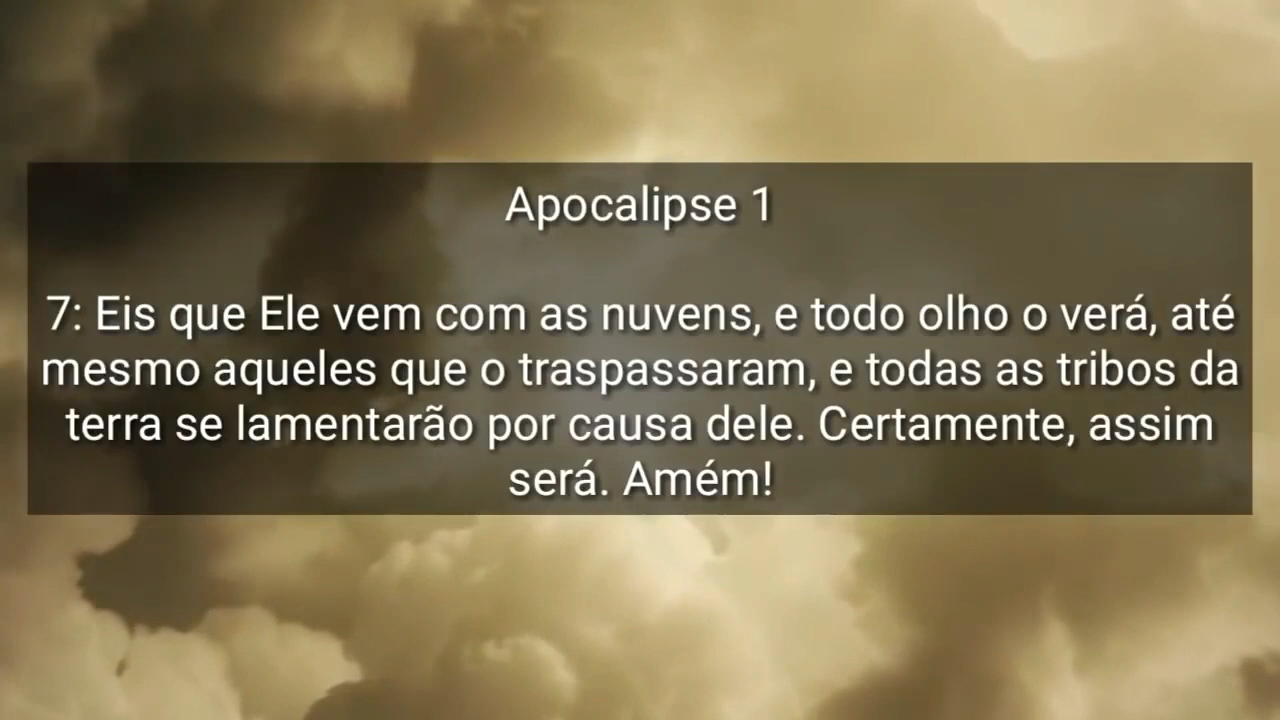 Apocalipse 1
7: Eis que Ele vem com as nuvens, e todo olho o verá, até
mesmo aqueles que o traspassaram, e todas as tribos da
terra se lamentarão por causa dele. Certamente, assim
será. Amém!